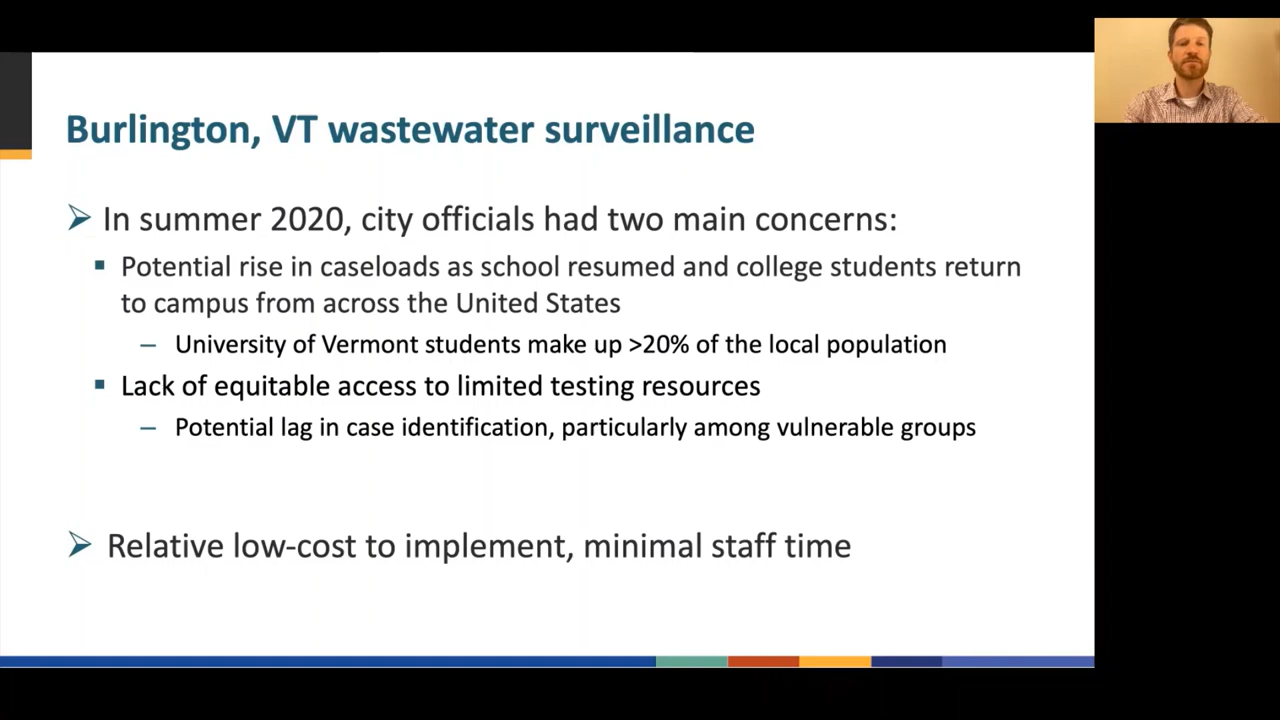 Burlington, VT wastewater surveillance
In summer 2020, city officials had two main concerns:
Potential rise in caseloads as school resumed and college students return
to campus from across the United States
– University of Vermont students make up >20% of the local population
Lack of equitable access to limited testing resources
– Potential lag in case identification, particularly among vulnerable groups
Relative low-cost to implement, minimal staff time